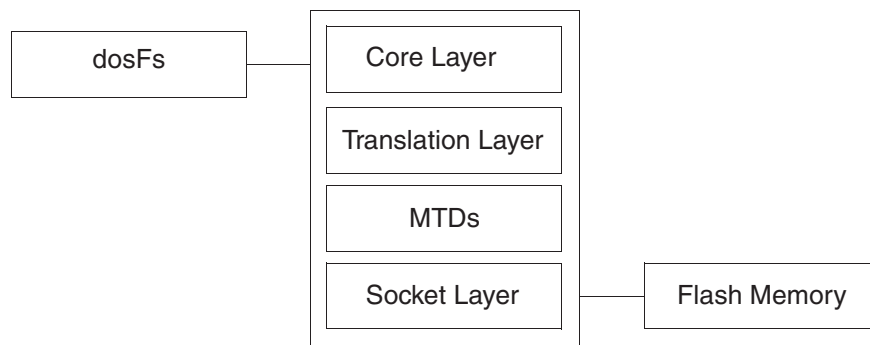 dosFs
Core Layer
Translation Layer
MTDs
Socket Layer
Flash Memory